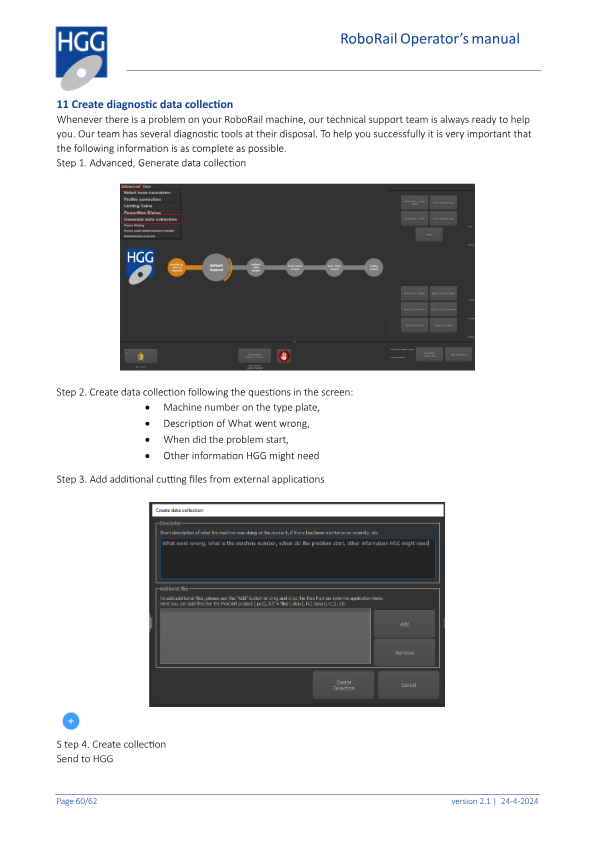 HGG
RoboRail Operator's manual
11 Create diagnostic data collection
Whenever there is a problem on your RoboRail machine, our technical support team is always ready to help
you. Our team has several diagnostic tools at their disposal. To help you successfully it is very important that
the following information is as complete as possible.
Step 1. Advanced, Generate data collection
Advanced
Robot base calculator
Profile correction
Cutting Table
PowerMax Dialog
Generate data collection
HGG
Step 2. Create data collection following the questions in the screen:
• Machine number on the type plate,
• Description of What went wrong,
• When did the problem start,
• Other information HGG might need
Step 3. Add additional cutting files from external applications
Create data collection
Description
Short description of what the machine was doing at the moment, if there has been maintenance recently, etc.
What went wrong, what is the machine number, when did the problem start, other information HGG might need
Additional files
To add additional files, please use the "Add" button or drag and drop the files from an external application here.
Here you can add files like the ProCAM project (.pcp), DSTV files (.dstv), NC Data (.nc), etc.
Add
Remove
Create
Collection
Cancel
+
S tep 4. Create collection
Send to HGG
Page 60/62
version 2.1 | 24-4-2024